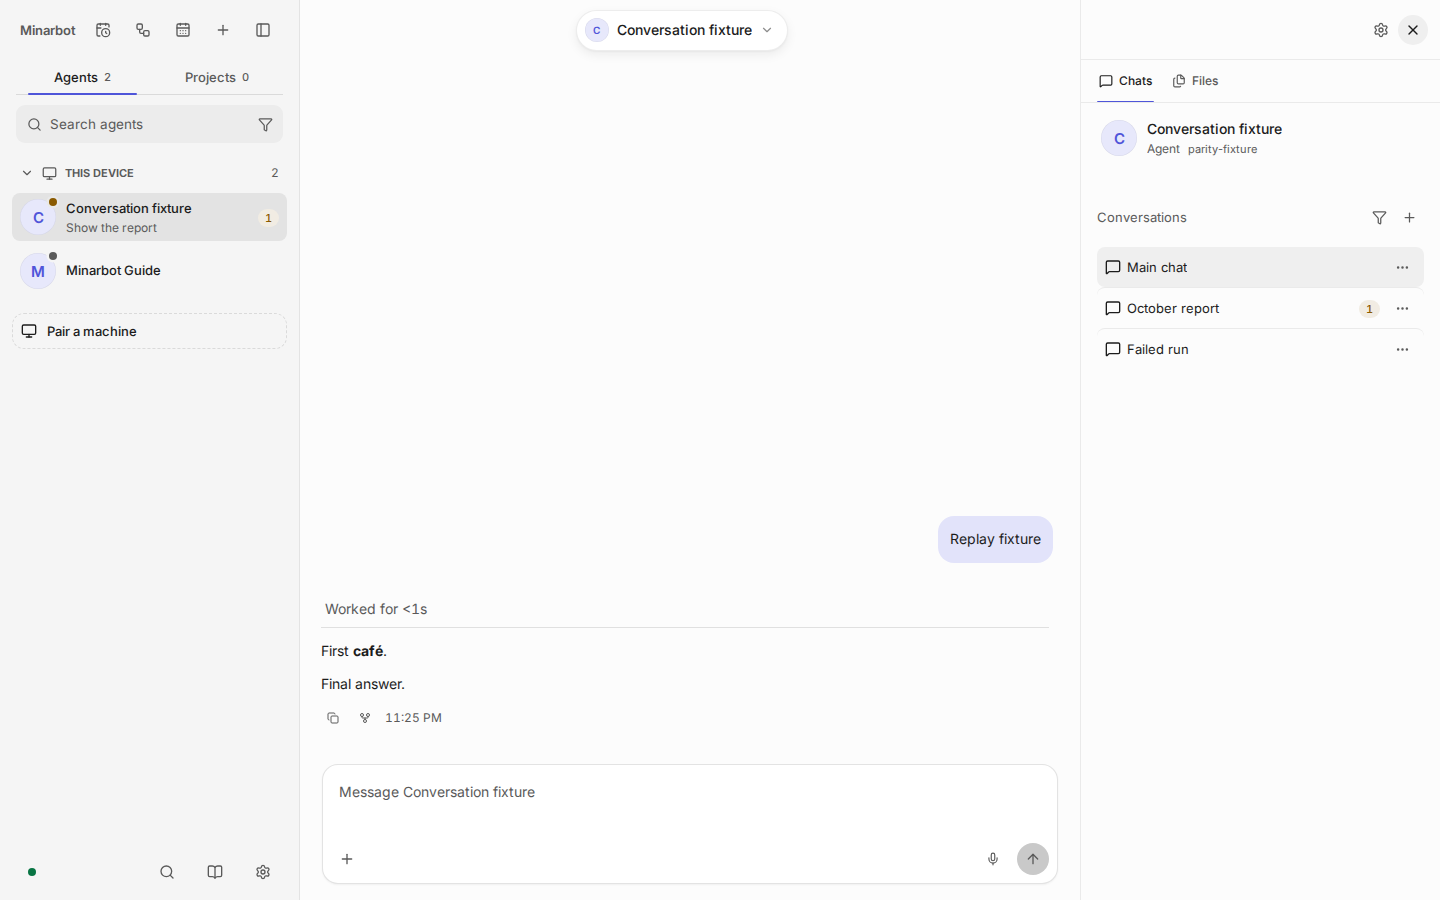 Minarbot
Agents 2
Projects 0
Search agents
THIS DEVICE 2
C
Conversation fixture
Show the report
1
M
Minarbot Guide
Pair a machine
C
Conversation fixture
Replay fixture
Worked for <1s
First café.
Final answer.
11:25 PM
Message Conversation fixture
Chats
Files
C
Conversation fixture
Agent parity-fixture
Conversations
Main chat
October report 1
Failed run